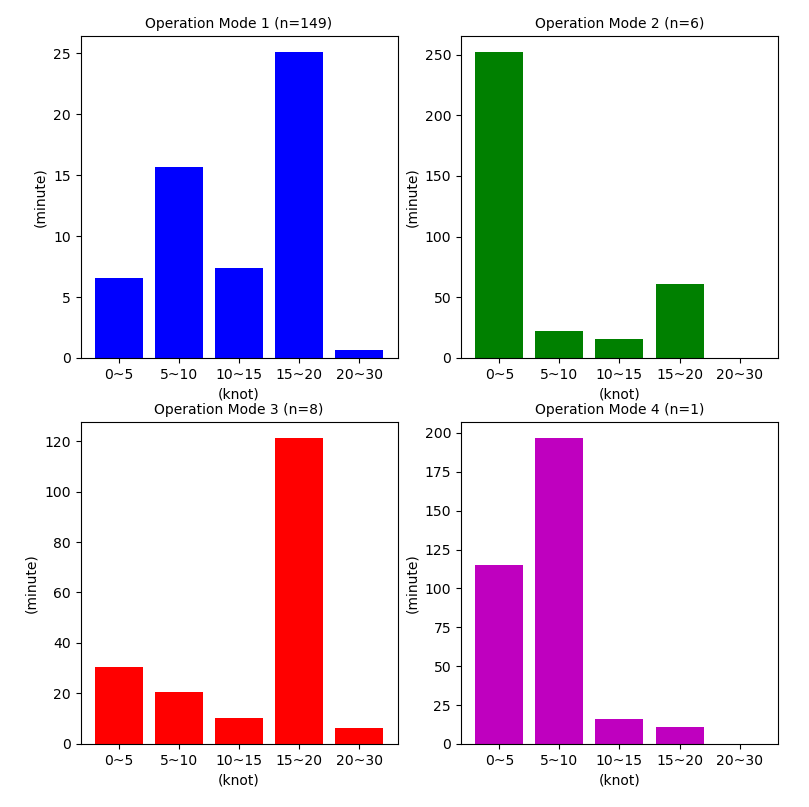 Operation Mode 1 (n=149)
25
20
15
10
5
0
(minute)
0~5 5~10 10~15 15~20 20~30
(knot)
Operation Mode 2 (n=6)
250
200
150
100
50
0
(minute)
0~5 5~10 10~15 15~20 20~30
(knot)
Operation Mode 3 (n=8)
120
100
80
60
40
20
0
(minute)
0~5 5~10 10~15 15~20 20~30
(knot)
Operation Mode 4 (n=1)
200
175
150
125
100
75
50
25
0
(minute)
0~5 5~10 10~15 15~20 20~30
(knot)